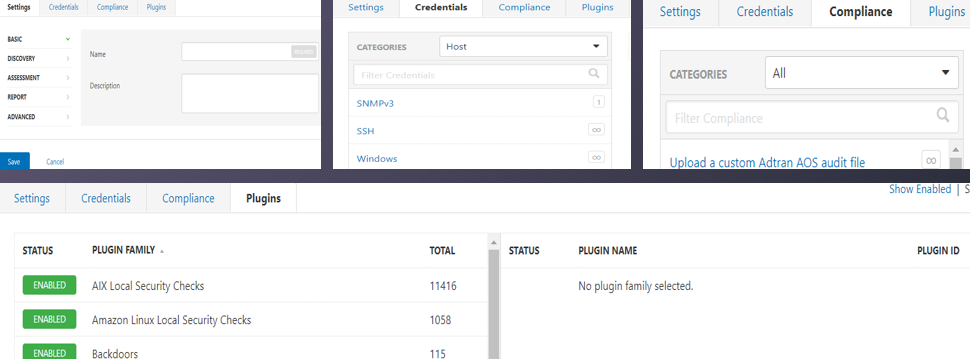 Settings Credentials Compliance Plugins
BASIC
DISCOVERY
ASSESSMENT
REPORT
ADVANCED
Name
REQUIRED
Description
Save Cancel
Settings Credentials Compliance Plugins
CATEGORIES Host
Filter Credentials
SNMPv3 1
SSH ∞
Windows ∞
Settings Credentials Compliance Plugins
CATEGORIES All
Filter Compliance
Upload a custom Adtran AOS audit file ∞
Settings Credentials Compliance Plugins
Show Enabled | S
STATUS PLUGIN FAMILY TOTAL STATUS PLUGIN NAME PLUGIN ID
ENABLED AIX Local Security Checks 11416 No plugin family selected.
ENABLED Amazon Linux Local Security Checks 1058
ENABLED Backdoors 115